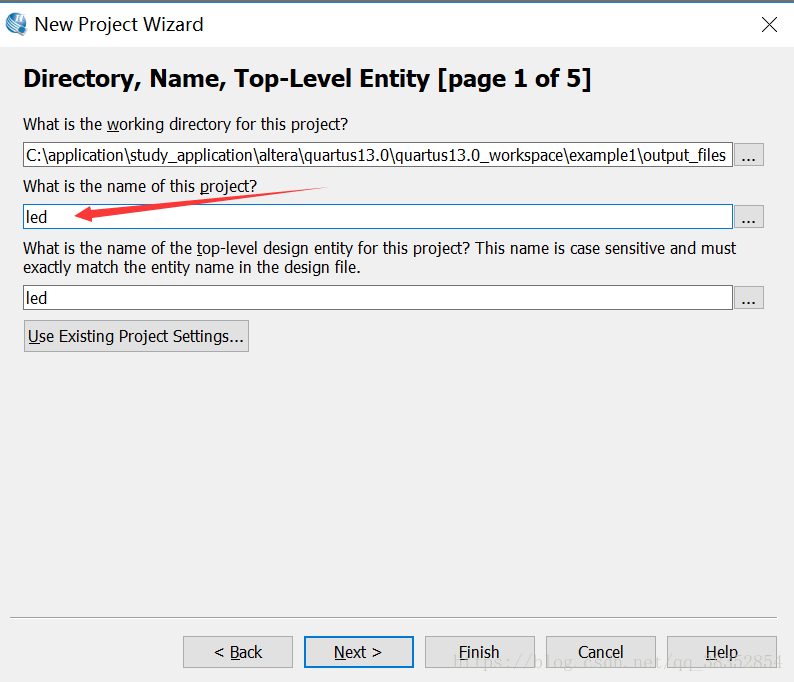 New Project Wizard
Directory, Name, Top-Level Entity [page 1 of 5]
What is the working directory for this project?
C:\application\study_application\altera\quartus13.0\quartus13.0_workspace\example1\output_files
...
What is the name of this project?
led
...
What is the name of the top-level design entity for this project? This name is case sensitive and must
exactly match the entity name in the design file.
led
...
Use Existing Project Settings...
< Back
Next >
Finish
Cancel
Help
https://blog.csdn.net/qq_38352854